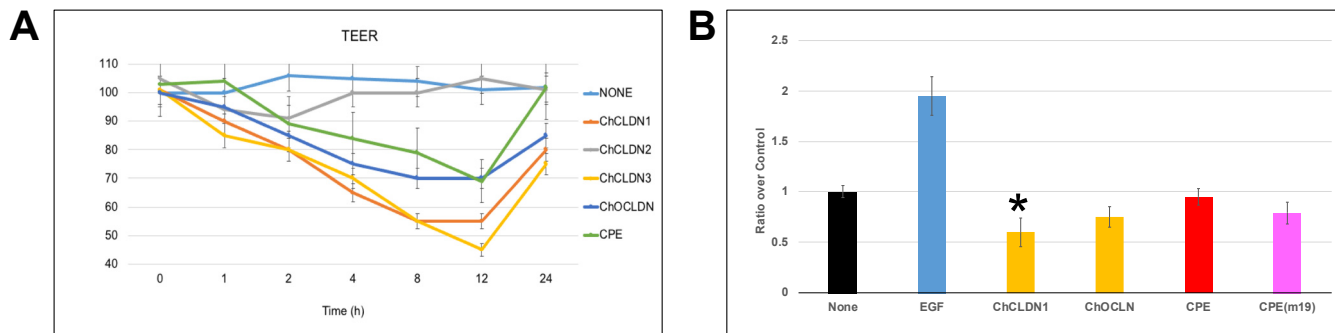 A
TEER
110
100
90
80
70
60
50
40
0 1 2 4 8 12 24
Time (h)
NONE
ChCLDN1
ChCLDN2
ChCLDN3
ChOCLDN
CPE
B
2.5
2
1.5
1
0.5
0
Ratio over Control
*
None EGF ChCLDN1 ChOCLN CPE CPE(m19)